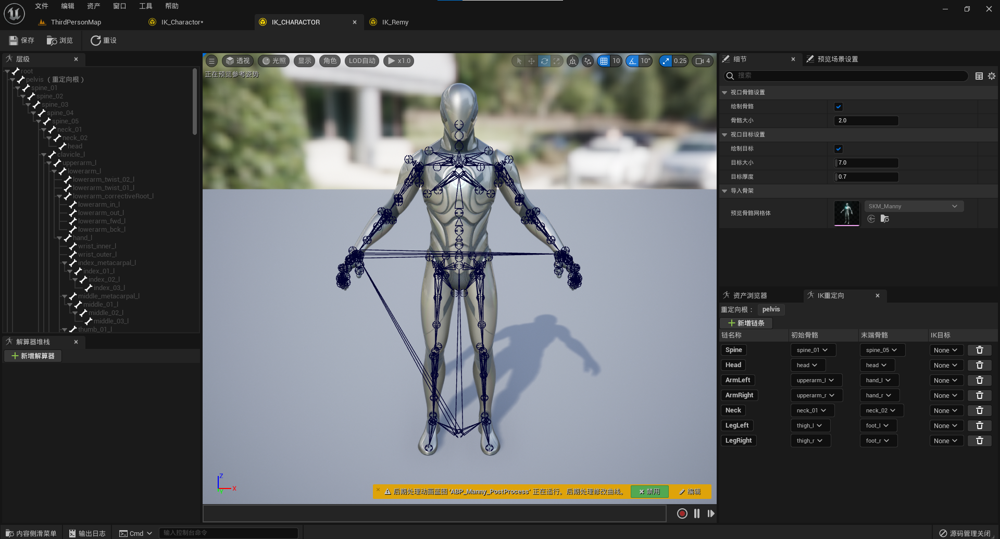 文件 编辑 资产 窗口 工具 帮助
ThirdPersonMap IK_Charactor* IK_CHARACTOR IK_Remy
保存 浏览 重设
层级
root
pelvis （重定向根）
spine_01
spine_02
spine_03
spine_04
spine_05
neck_01
neck_02
head
clavicle_l
upperarm_l
lowerarm_l
lowerarm_twist_02_l
lowerarm_twist_01_l
lowerarm_correctiveRoot_l
lowerarm_in_l
lowerarm_out_l
lowerarm_fwd_l
lowerarm_bck_l
hand_l
wrist_inner_l
wrist_outer_l
index_metacarpal_l
index_01_l
index_02_l
index_03_l
middle_metacarpal_l
middle_01_l
middle_02_l
middle_03_l
thumb_01_l
解算器堆栈
新增解算器
透视 光照 显示 角色 LOD自动 x1.0 10 10° 0.25 4
正在预览参考姿势
Z
X
Y
后期处理动画蓝图 'ABP_Manny_PostProcess' 正在运行。后期处理修改曲线。 禁用 编辑
细节 预览场景设置
搜索
视口骨骼设置
绘制骨骼
骨骼大小 2.0
视口目标设置
绘制目标
目标大小 7.0
目标厚度 0.7
导入骨架
预览骨骼网格体 SKM_Manny
资产浏览器 IK重定向
重定向根： pelvis
新增链条
链名称 初始骨骼 末端骨骼 IK目标
Spine spine_01 spine_05 None
Head head head None
ArmLeft upperarm_l hand_l None
ArmRight upperarm_r hand_r None
Neck neck_01 neck_02 None
LegLeft thigh_l foot_l None
LegRight thigh_r foot_r None
内容侧滑菜单 输出日志 Cmd 输入控制台命令 源码管理关闭